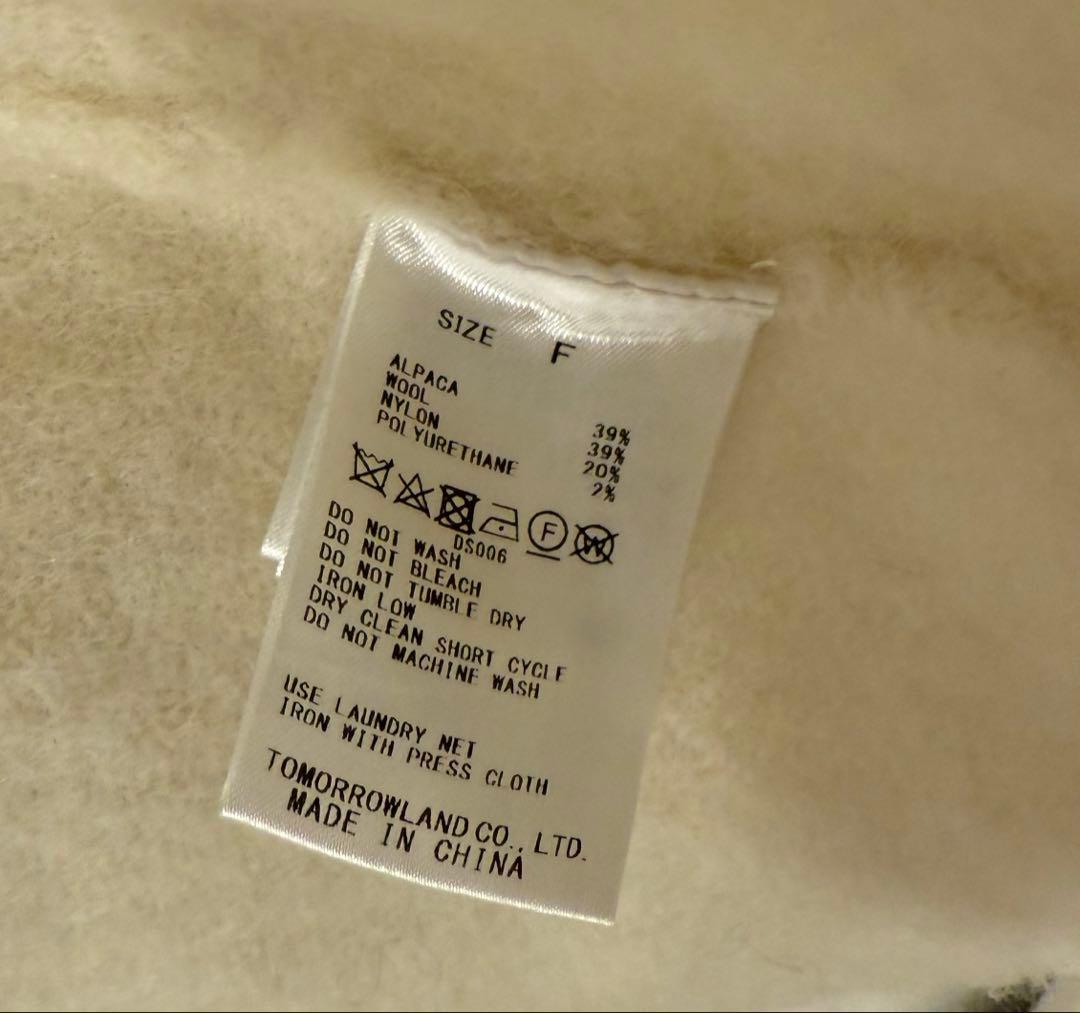 SIZE F
ALPACA 39%
WOOL 39%
NYLON 20%
POLYURETHANE 2%
F W
DS006
DO NOT WASH
DO NOT BLEACH
DO NOT TUMBLE DRY
IRON LOW
DRY CLEAN SHORT CYCLE
DO NOT MACHINE WASH
USE LAUNDRY NET
IRON WITH PRESS CLOTH
TOMORROWLAND CO., LTD.
MADE IN CHINA